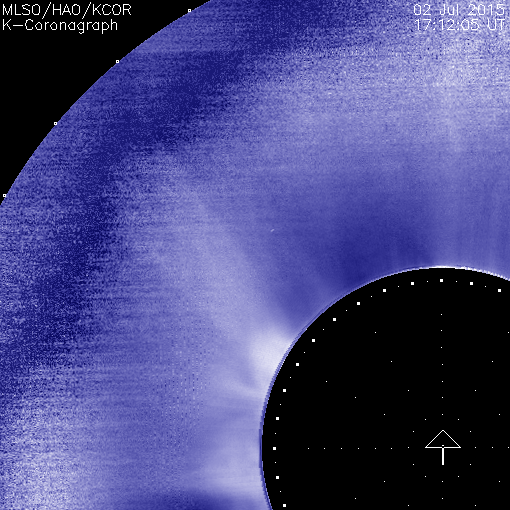 MLSO/HAO/KCOR
K-Coronagraph
02 Jul 2015
17:12:05 UT